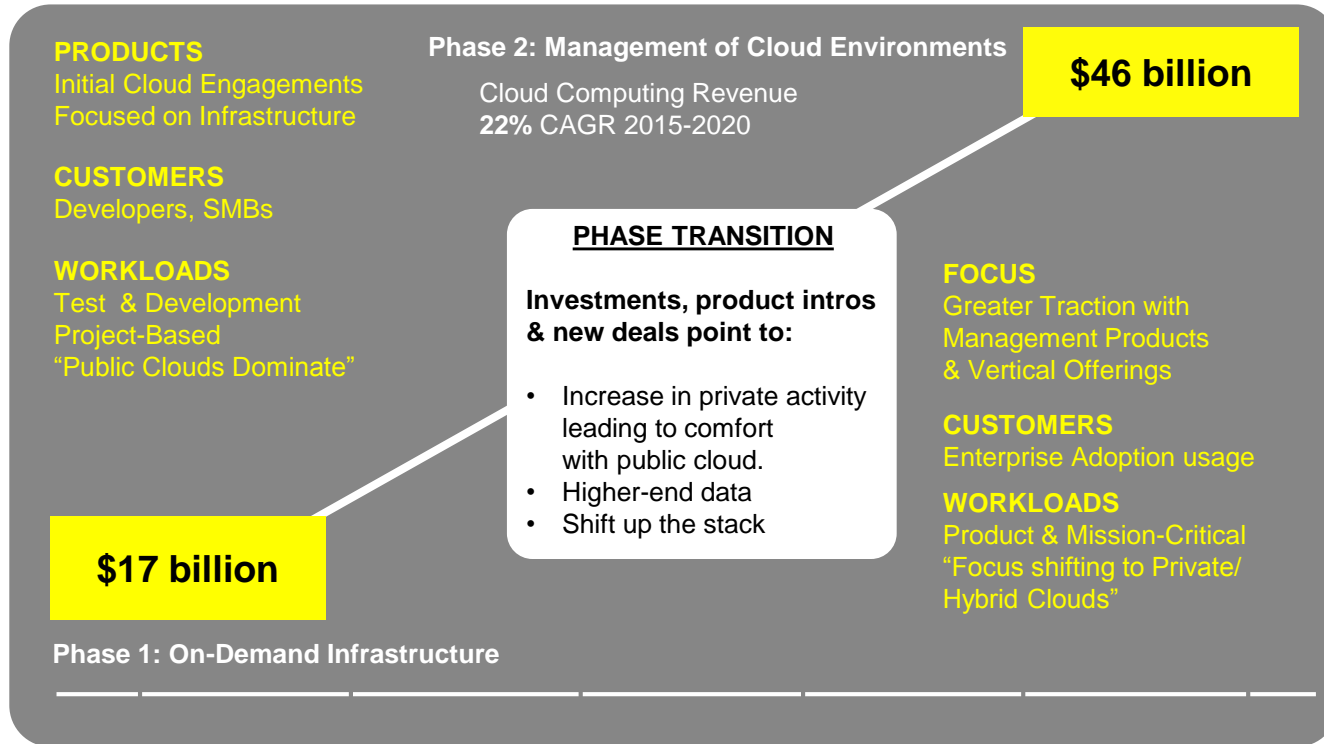 PRODUCTS
Initial Cloud Engagements
Focused on Infrastructure
CUSTOMERS
Developers, SMBs
WORKLOADS
Test & Development
Project-Based
“Public Clouds Dominate”
Phase 2: Management of Cloud Environments
Cloud Computing Revenue
22% CAGR 2015-2020
$46 billion
PHASE TRANSITION
Investments, product intros
& new deals point to:
• Increase in private activity
leading to comfort
with public cloud.
• Higher-end data
• Shift up the stack
FOCUS
Greater Traction with
Management Products
& Vertical Offerings
CUSTOMERS
Enterprise Adoption usage
WORKLOADS
Product & Mission-Critical
“Focus shifting to Private/
Hybrid Clouds”
$17 billion
Phase 1: On-Demand Infrastructure